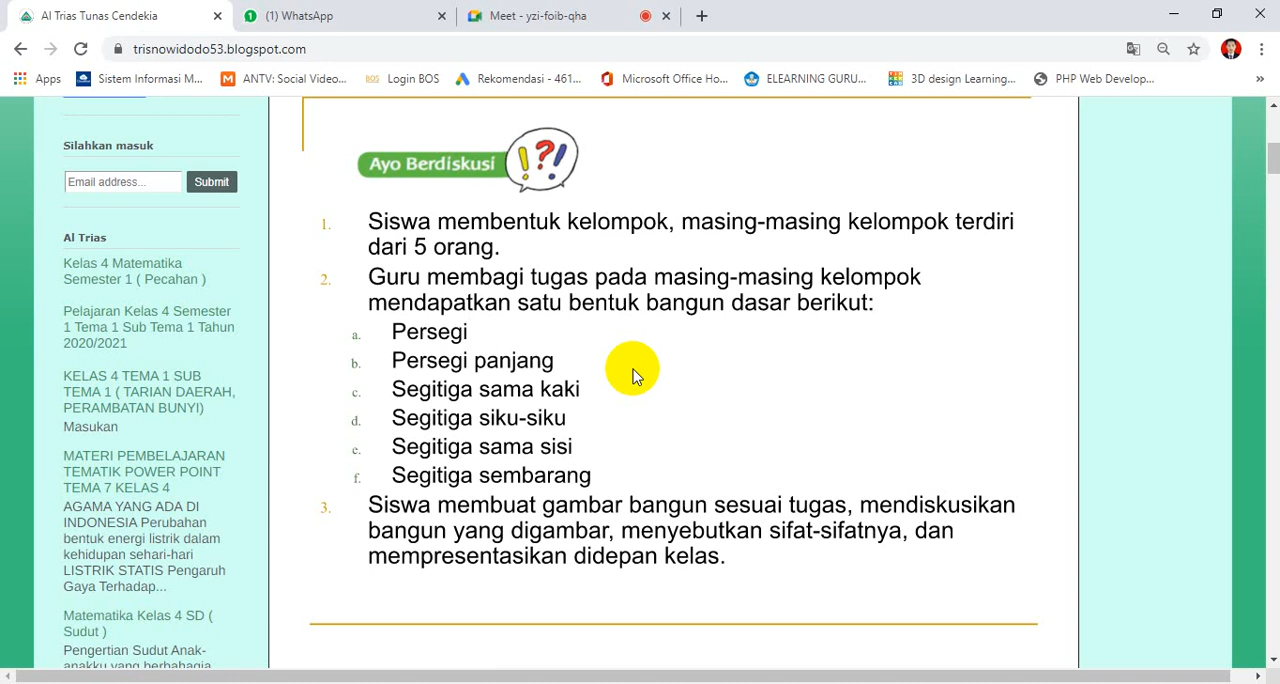 Al Trias Tunas Cendekia
(1) WhatsApp
Meet - yzi-foib-qha
trisnowidodo53.blogspot.com
Apps
Sistem Informasi M...
ANTV: Social Video...
Login BOS
Rekomendasi - 461...
Microsoft Office Ho...
ELEARNING GURU...
3D design Learning...
PHP Web Develop...
»
Silahkan masuk
Email address...
Submit
Al Trias
Kelas 4 Matematika
Semester 1 ( Pecahan )
Pelajaran Kelas 4 Semester
1 Tema 1 Sub Tema 1 Tahun
2020/2021
KELAS 4 TEMA 1 SUB
TEMA 1 ( TARIAN DAERAH,
PERAMBATAN BUNYI)
Masukan
MATERI PEMBELAJARAN
TEMATIK POWER POINT
TEMA 7 KELAS 4
AGAMA YANG ADA DI
INDONESIA Perubahan
bentuk energi listrik dalam
kehidupan sehari-hari
LISTRIK STATIS Pengaruh
Gaya Terhadap...
Matematika Kelas 4 SD (
Sudut )
Pengertian Sudut Anak-
anakku yang berbahagia
Ayo Berdiskusi
!?!
1. Siswa membentuk kelompok, masing-masing kelompok terdiri
dari 5 orang.
2. Guru membagi tugas pada masing-masing kelompok
mendapatkan satu bentuk bangun dasar berikut:
a. Persegi
b. Persegi panjang
c. Segitiga sama kaki
d. Segitiga siku-siku
e. Segitiga sama sisi
f. Segitiga sembarang
3. Siswa membuat gambar bangun sesuai tugas, mendiskusikan
bangun yang digambar, menyebutkan sifat-sifatnya, dan
mempresentasikan didepan kelas.